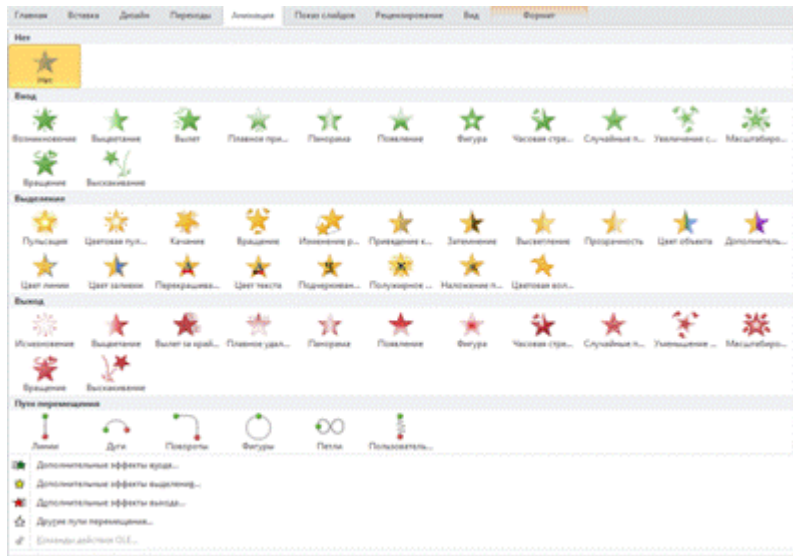 Главная Вставка Дизайн Переходы Анимация Показ слайдов Рецензирование Вид Формат
Нет
Нет
Вход
Возникновение Выцветание Вылет Плавное при... Панорама Появление Фигура Часовая стре... Случайные п... Увеличение с... Масштабиро...
Вращение Выскакивание
Выделение
Пульсация Цветовая пул... Качание Вращение Изменение р... Приведение к... Затемнение Высветление Прозрачность Цвет объекта Дополнитель...
Цвет линии Цвет заливки Перекрашива... Цвет текста Подчеркиван... Полужирное ... Наложение п... Цветовая вол...
Выход
Исчезновение Выцветание Вылет за край... Плавное удал... Панорама Появление Фигура Часовая стре... Случайные п... Уменьшение ... Масштабиро...
Вращение Выскакивание
Пути перемещения
Линии Дуги Повороты Фигуры Петли Пользователь...
Дополнительные эффекты входа...
Дополнительные эффекты выделения...
Дополнительные эффекты выхода...
Другие пути перемещения...
Команды действия OLE...